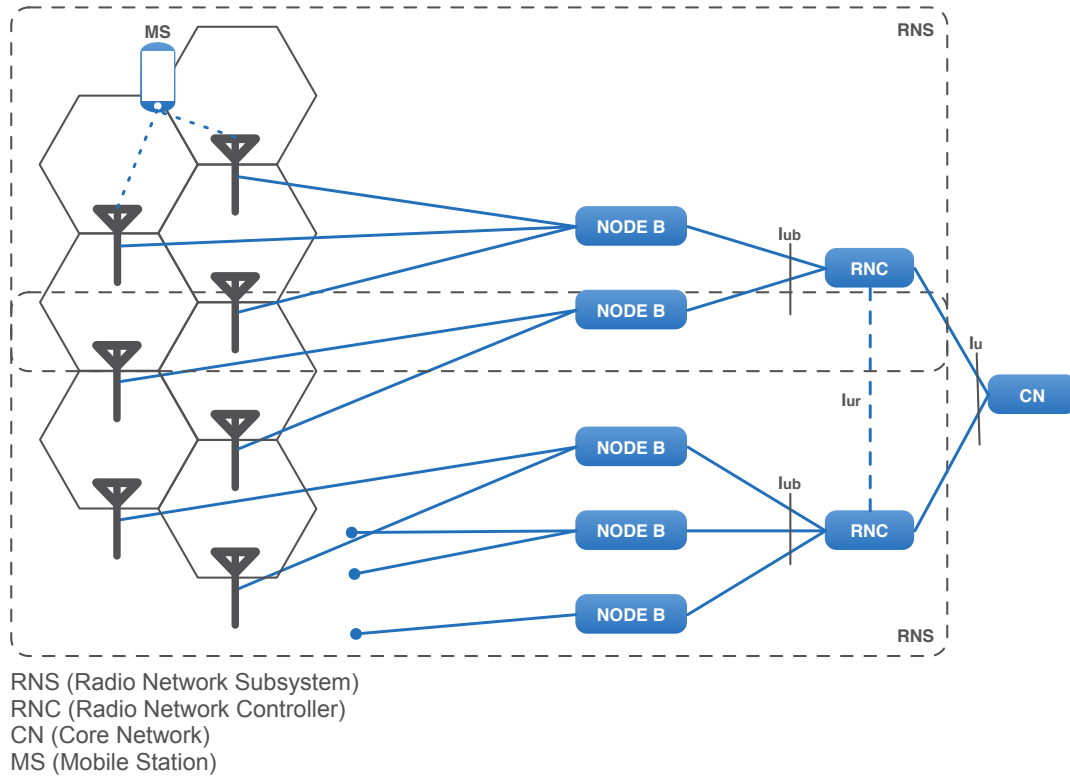 MS
RNS
NODE B
Iub
RNC
NODE B
Iu
Iur
CN
NODE B
Iub
NODE B
RNC
NODE B
RNS
RNS (Radio Network Subsystem)
RNC (Radio Network Controller)
CN (Core Network)
MS (Mobile Station)